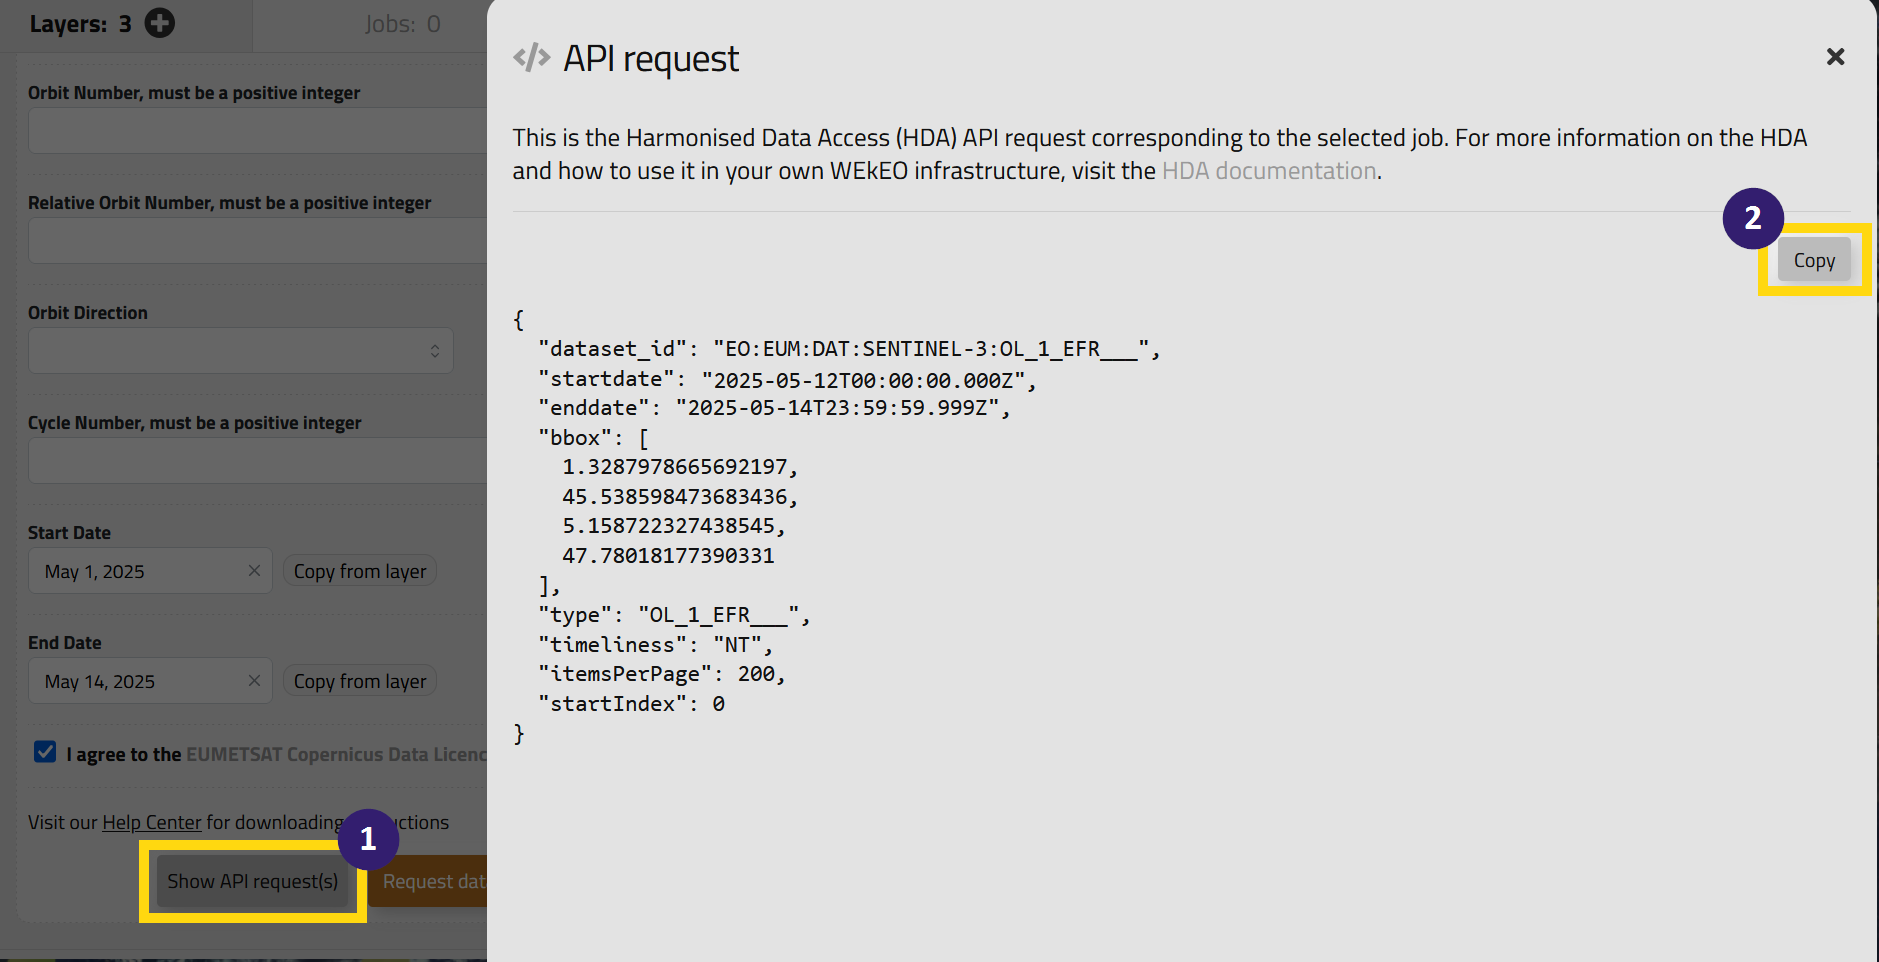 Layers: 3
Jobs: 0
Orbit Number, must be a positive integer
Relative Orbit Number, must be a positive integer
Orbit Direction
Cycle Number, must be a positive integer
Start Date
May 1, 2025
Copy from layer
End Date
May 14, 2025
Copy from layer
I agree to the EUMETSAT Copernicus Data
Visit our Help Center for downloading
1
Show API request(s)
Request
</> API request
This is the Harmonised Data Access (HDA) API request corresponding to the selected job. For more information on the HDA
and how to use it in your own WEkEO infrastructure, visit the HDA documentation.
2
Copy
{
"dataset_id": "EO:EUM:DAT:SENTINEL-3:OL_1_EFR___",
"startdate": "2025-05-12T00:00:00.000Z",
"enddate": "2025-05-14T23:59:59.999Z",
"bbox": [
1.3287978665692197,
45.538598473683436,
5.158722327438545,
47.78018177390331
],
"type": "OL_1_EFR___",
"timeliness": "NT",
"itemsPerPage": 200,
"startIndex": 0
}